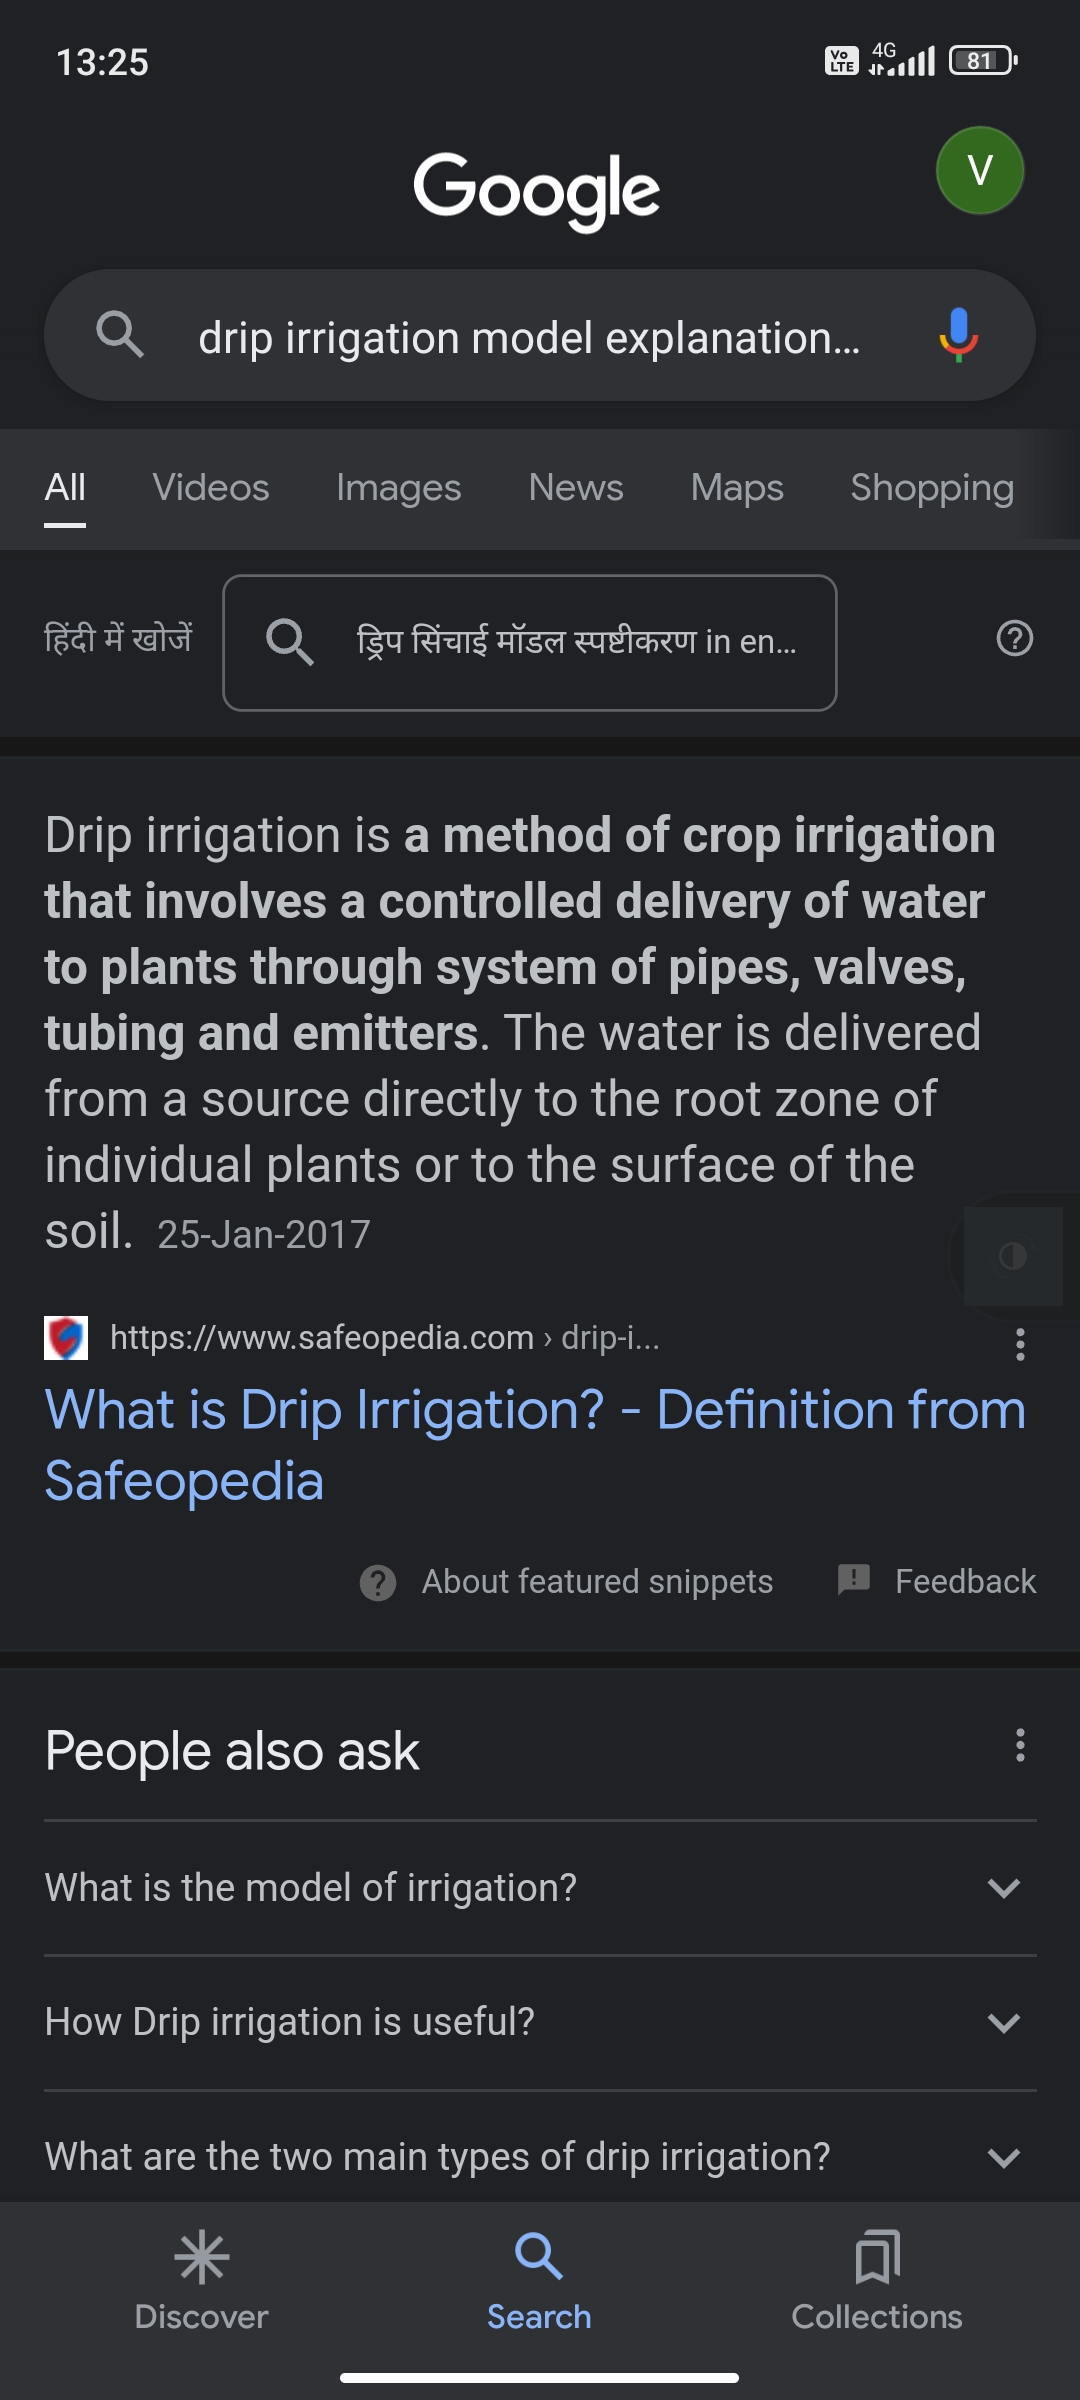 13:25
Vo LTE 4G 81
Google
V
drip irrigation model explanation...
All Videos Images News Maps Shopping
हिंदी में खोजें ड्रिप सिंचाई मॉडल स्पष्टीकरण in en...
Drip irrigation is a method of crop irrigation
that involves a controlled delivery of water
to plants through system of pipes, valves,
tubing and emitters. The water is delivered
from a source directly to the root zone of
individual plants or to the surface of the
soil. 25-Jan-2017
https://www.safeopedia.com › drip-i...
What is Drip Irrigation? - Definition from
Safeopedia
About featured snippets Feedback
People also ask
What is the model of irrigation?
How Drip irrigation is useful?
What are the two main types of drip irrigation?
Discover Search Collections